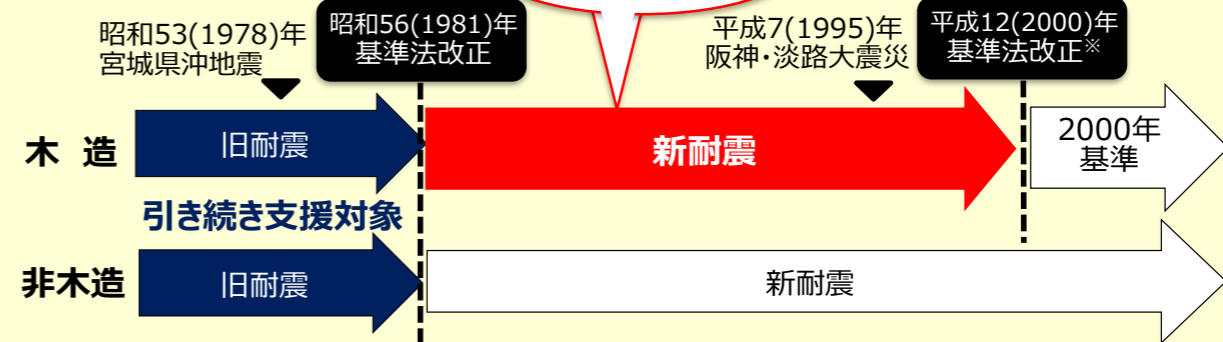 昭和53(1978)年
宮城県沖地震
昭和56(1981)年
基準法改正
平成7(1995)年
阪神・淡路大震災
平成12(2000)年
基準法改正※
木 造
旧耐震
新耐震
2000年
基準
引き続き支援対象
非木造
旧耐震
新耐震